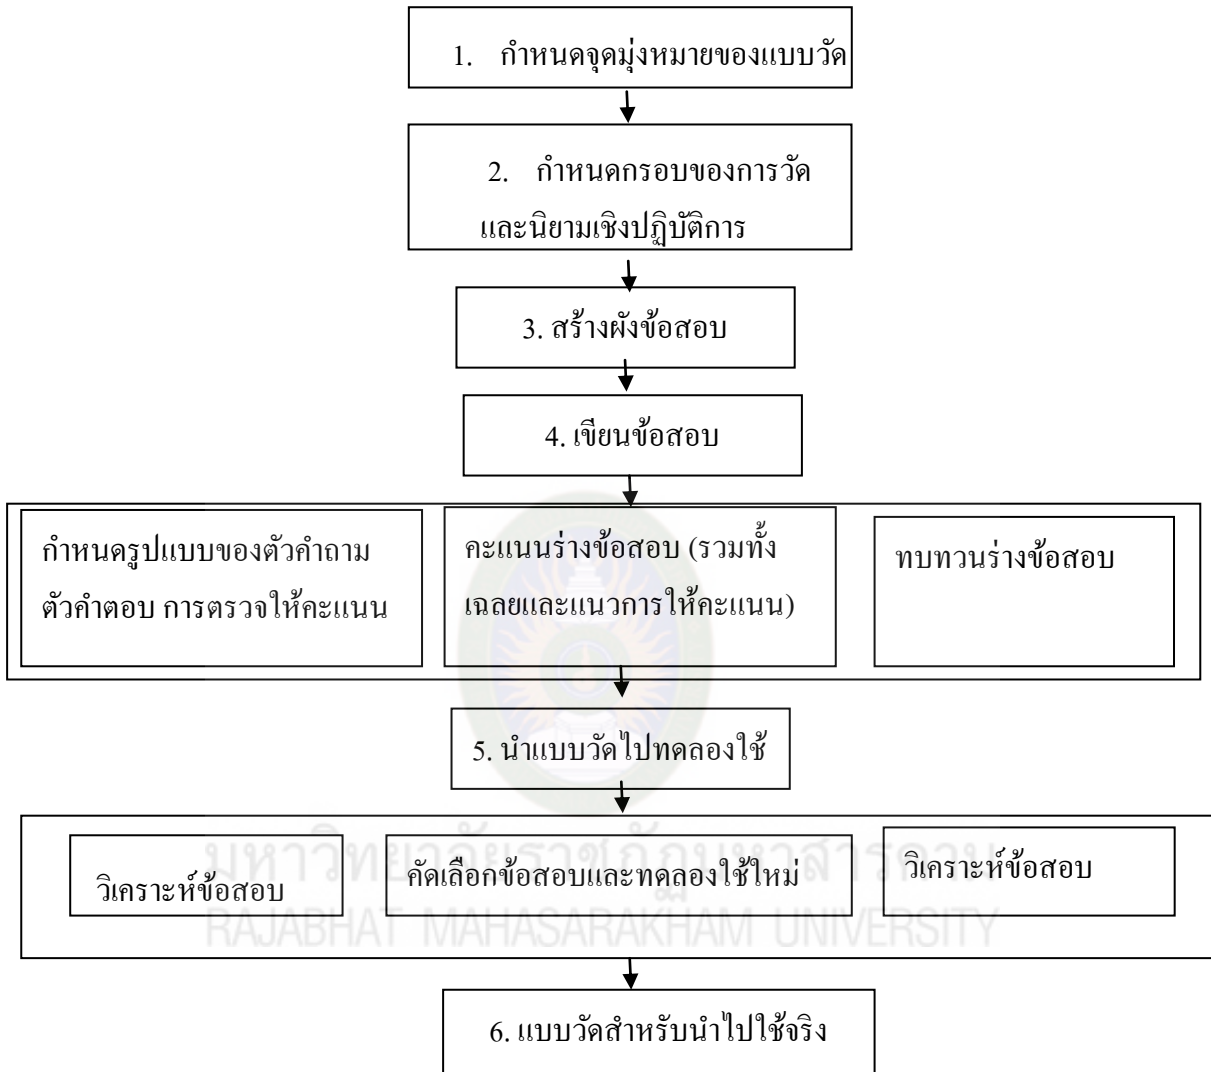 1. กำหนดจุดมุ่งหมายของแบบวัด
2. กำหนดกรอบของการวัด
และนิยามเชิงปฏิบัติการ
3. สร้างผังข้อสอบ
4. เขียนข้อสอบ
กำหนดรูปแบบของตัวคำถาม
ตัวคำตอบ การตรวจให้คะแนน
คะแนนร่างข้อสอบ (รวมทั้ง
เฉลยและแนวการให้คะแนน)
ทบทวนร่างข้อสอบ
5. นำแบบวัดไปทดลองใช้
วิเคราะห์ข้อสอบ
คัดเลือกข้อสอบและทดลองใช้ใหม่
วิเคราะห์ข้อสอบ
มหาวิทยาลัยราชภัฏมหาสารคาม
RAJABHAT MAHASARAKHAM UNIVERSITY
6. แบบวัดสำหรับนำไปใช้จริง